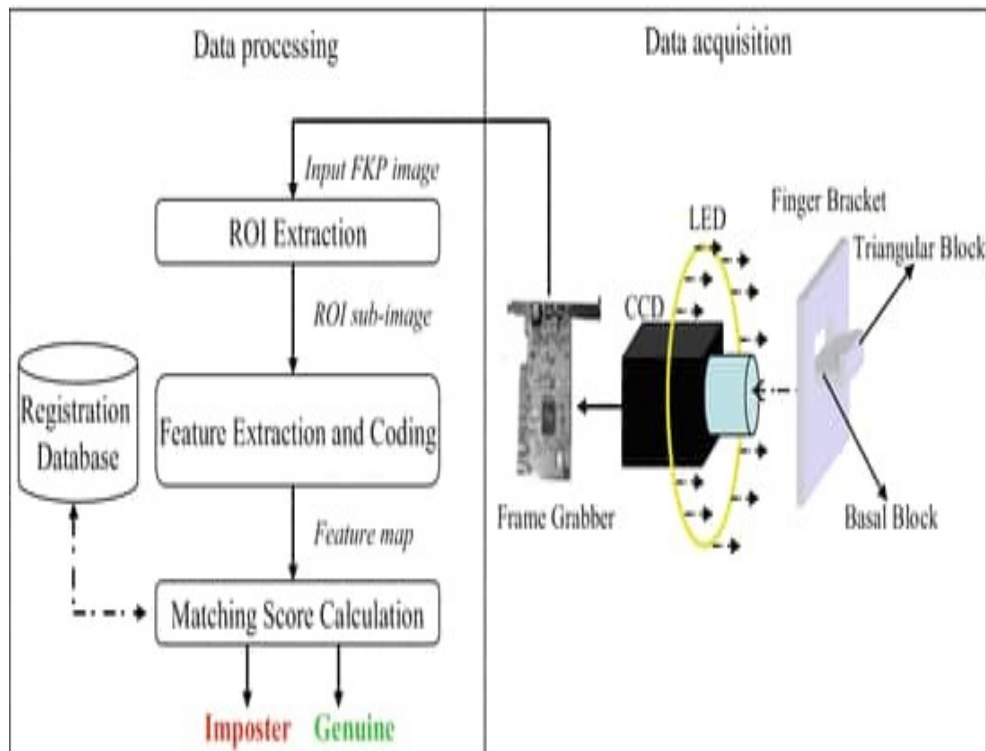 Data processing
Data acquisition
Input FKP image
ROI Extraction
ROI sub-image
Registration
Database
Feature Extraction and Coding
Feature map
Matching Score Calculation
Imposter
Genuine
Finger Bracket
LED
Triangular Block
CCD
Frame Grabber
Basal Block